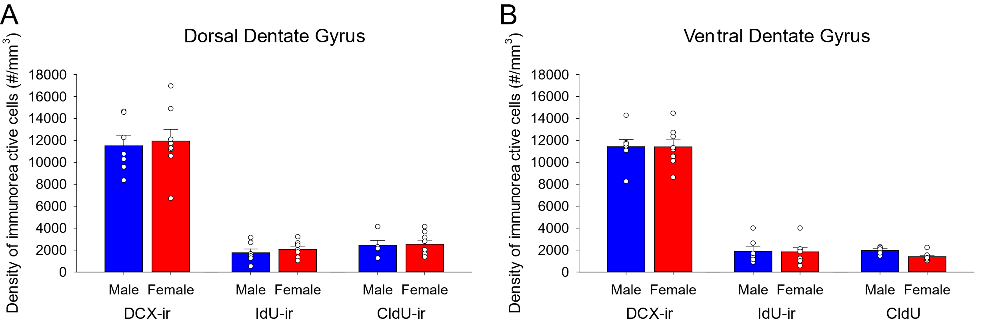 A
Dorsal Dentate Gyrus
Density of immunorea ctive cells (#/mm3)
18000
16000
14000
12000
10000
8000
6000
4000
2000
0
Male Female Male Female Male Female
DCX-ir IdU-ir CldU-ir
B
Ventral Dentate Gyrus
Density of immunorea ctive cells (#/mm3)
18000
16000
14000
12000
10000
8000
6000
4000
2000
0
Male Female Male Female Male Female
DCX-ir IdU-ir CldU